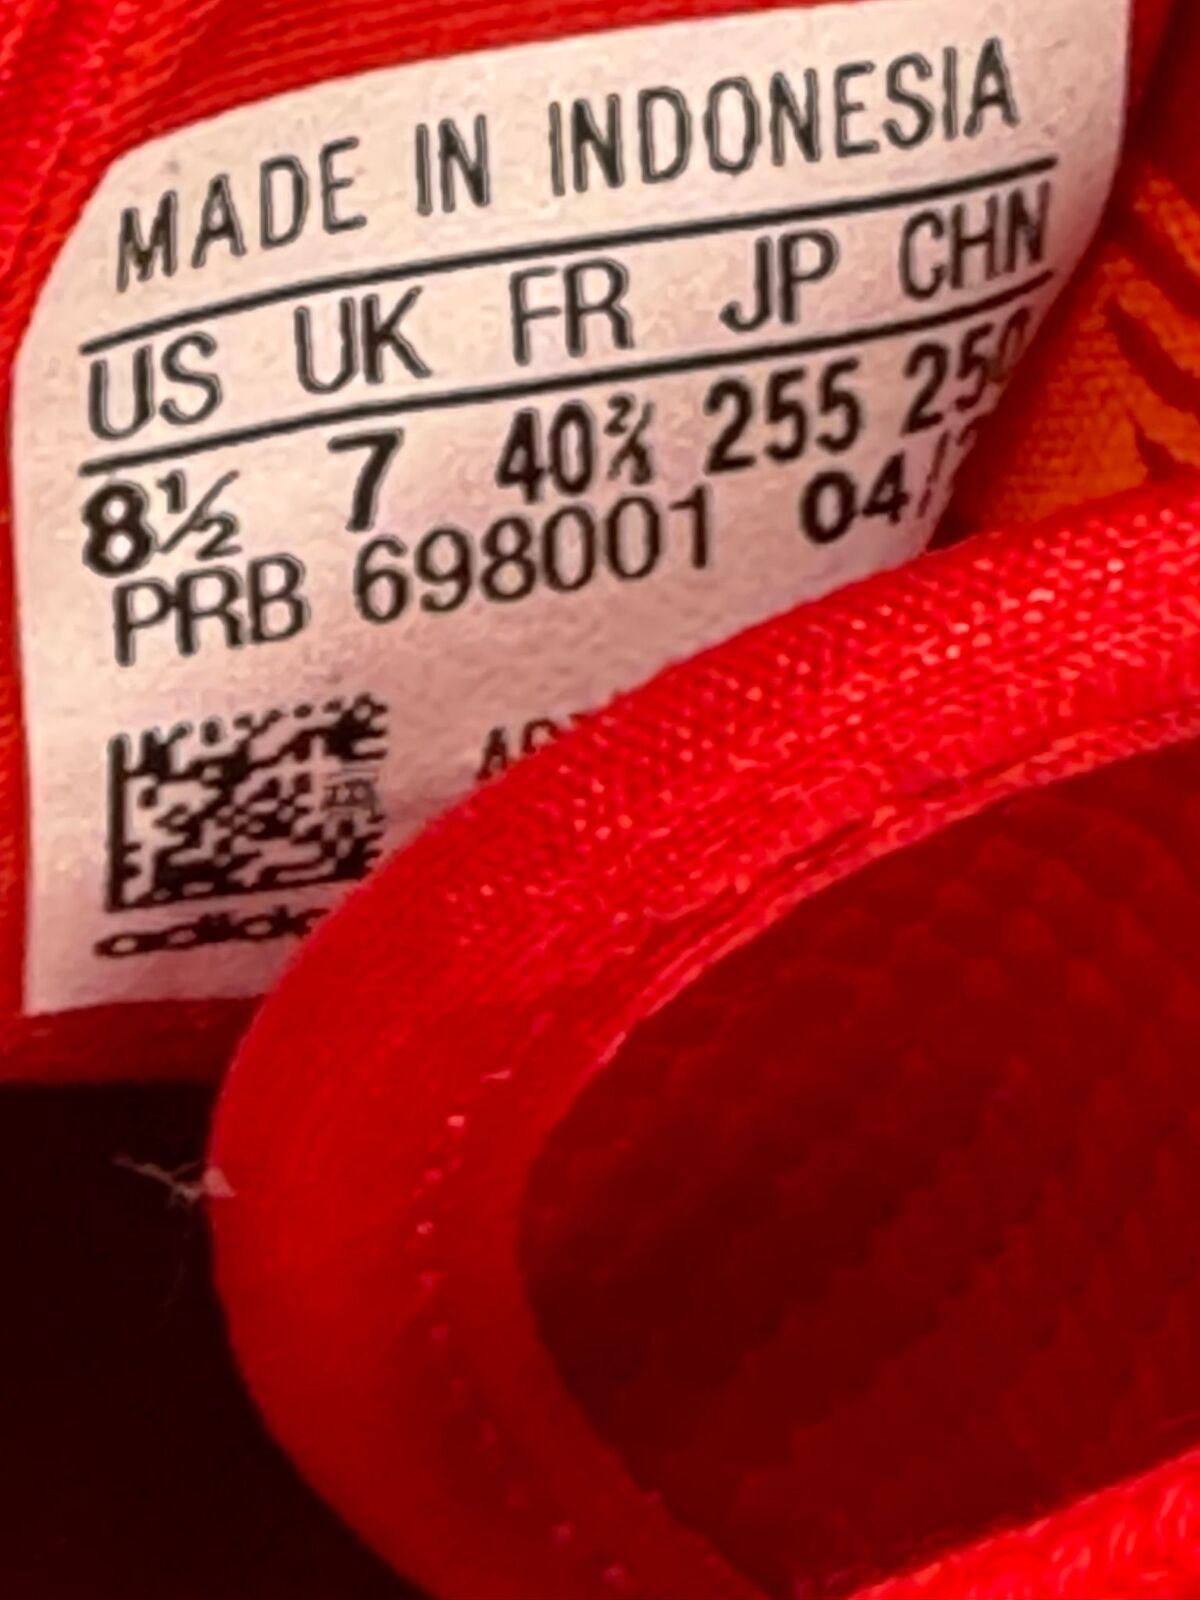 MADE IN INDONESIA
US UK FR JP CHN
8½ 7 40⅔ 255 250
PRB 698001 04/